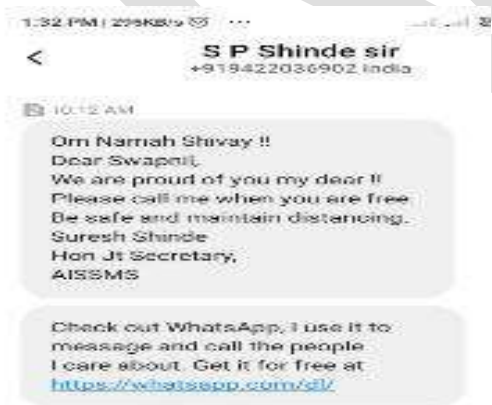 1:32 PM | 296KB/s
S P Shinde sir
+919422036902 India
10:12 AM
Om Namah Shivay !!
Dear Swapnil,
We are proud of you my dear !!
Please call me when you are free.
Be safe and maintain distancing.
Suresh Shinde
Hon Jt Secretary,
AISSMS
Check out WhatsApp, I use it to
message and call the people
I care about. Get it for free at
https://whatsapp.com/dl/